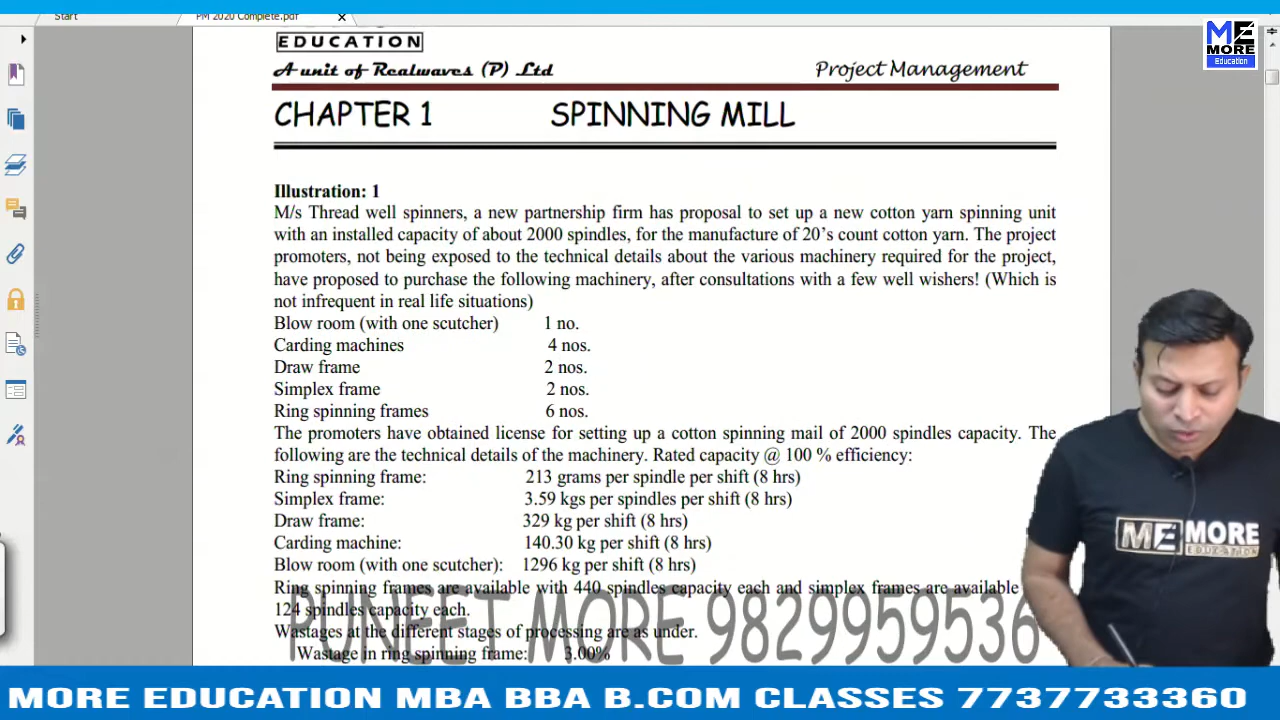 Start
PM 2020 Complete.pdf
x
EDUCATION
A unit of Realwaves (P) Ltd
Project Management
ME
MORE
Education
CHAPTER 1 SPINNING MILL
Illustration: 1
M/s Thread well spinners, a new partnership firm has proposal to set up a new cotton yarn spinning unit
with an installed capacity of about 2000 spindles, for the manufacture of 20's count cotton yarn. The project
promoters, not being exposed to the technical details about the various machinery required for the project,
have proposed to purchase the following machinery, after consultations with a few well wishers! (Which is
not infrequent in real life situations)
Blow room (with one scutcher) 1 no.
Carding machines 4 nos.
Draw frame 2 nos.
Simplex frame 2 nos.
Ring spinning frames 6 nos.
The promoters have obtained license for setting up a cotton spinning mail of 2000 spindles capacity. The
following are the technical details of the machinery. Rated capacity @ 100 % efficiency:
Ring spinning frame: 213 grams per spindle per shift (8 hrs)
Simplex frame: 3.59 kgs per spindles per shift (8 hrs)
Draw frame: 329 kg per shift (8 hrs)
Carding machine: 140.30 kg per shift (8 hrs)
Blow room (with one scutcher): 1296 kg per shift (8 hrs)
Ring spinning frames are available with 440 spindles capacity each and simplex frames are available
124 spindles capacity each.
Wastages at the different stages of processing are as under.
Wastage in ring spinning frame: 3.00%
PUNEET MORE 9829959536
ME MORE
EDUCATION
MORE EDUCATION MBA BBA B.COM CLASSES 7737733360